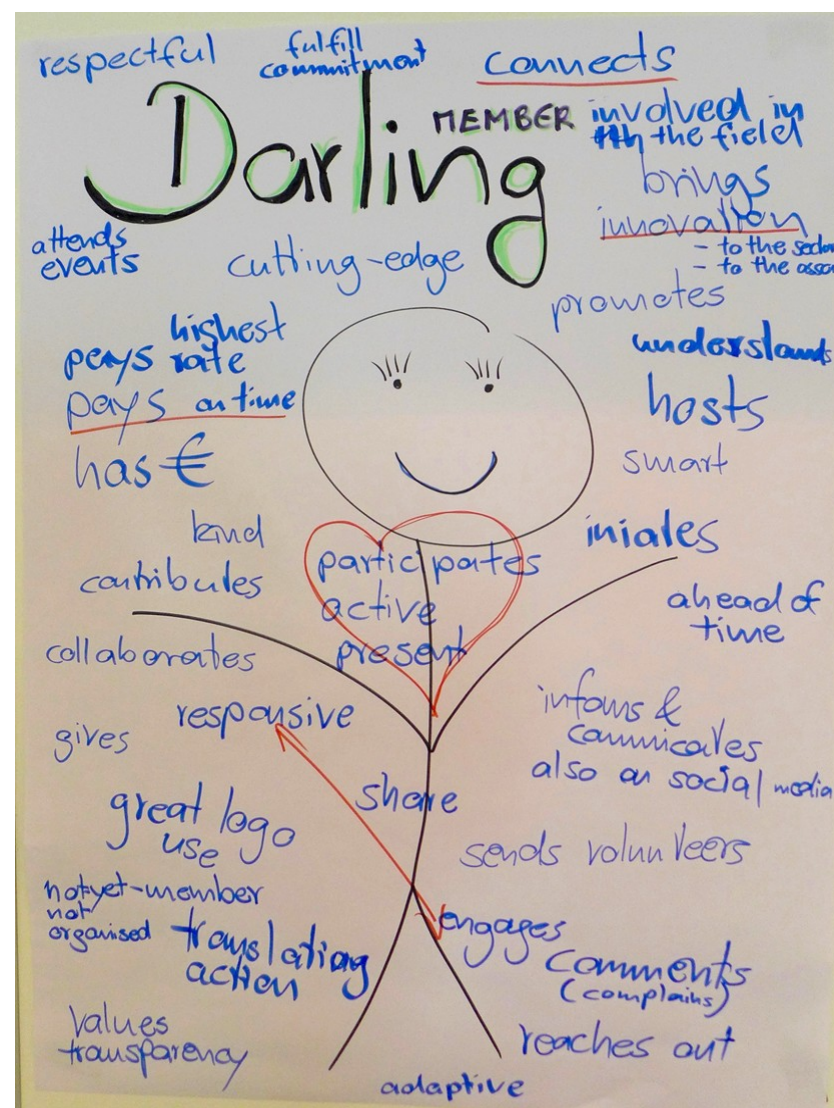 respectful
fulfill
commitment
connects
Darling
MEMBER
involved in
the field
brings
innovation
- to the
- to the
attends
events
cutting-edge
promotes
highest
pays rate
pays on time
has €
understands
hosts
smart
kind
contributes
participates
active
present
iniates
ahead of
time
collaborates
responsive
gives
infoms &
communicates
also on social media
share
great logo
use
sends volunteers
not-yet-member
not
organised
translating
action
engages
comments
(complains)
values
transparency
reaches out
adaptive